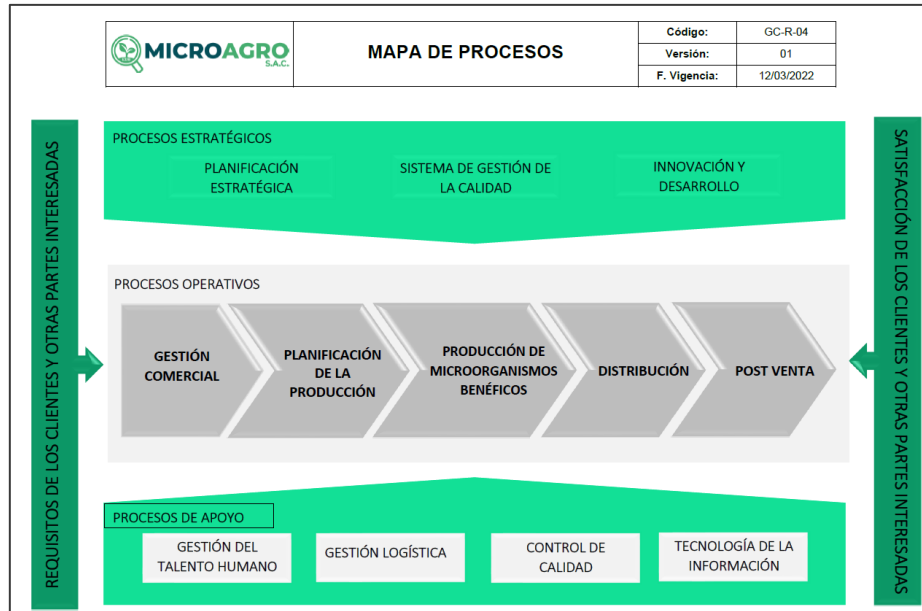 MICROAGRO
S.A.C.
MAPA DE PROCESOS
Código: GC-R-04
Versión: 01
F. Vigencia: 12/03/2022
REQUISITOS DE LOS CLIENTES Y OTRAS PARTES INTERESADAS
PROCESOS ESTRATÉGICOS
PLANIFICACIÓN
ESTRATÉGICA
SISTEMA DE GESTIÓN DE
LA CALIDAD
INNOVACIÓN Y
DESARROLLO
PROCESOS OPERATIVOS
GESTIÓN
COMERCIAL
PLANIFICACIÓN
DE LA
PRODUCCIÓN
PRODUCCIÓN DE
MICROORGANISMOS
BENÉFICOS
DISTRIBUCIÓN
POST VENTA
PROCESOS DE APOYO
GESTIÓN DEL
TALENTO HUMANO
GESTIÓN LOGÍSTICA
CONTROL DE
CALIDAD
TECNOLOGÍA DE LA
INFORMACIÓN
SATISFACCIÓN DE LOS CLIENTES Y OTRAS PARTES INTERESADAS